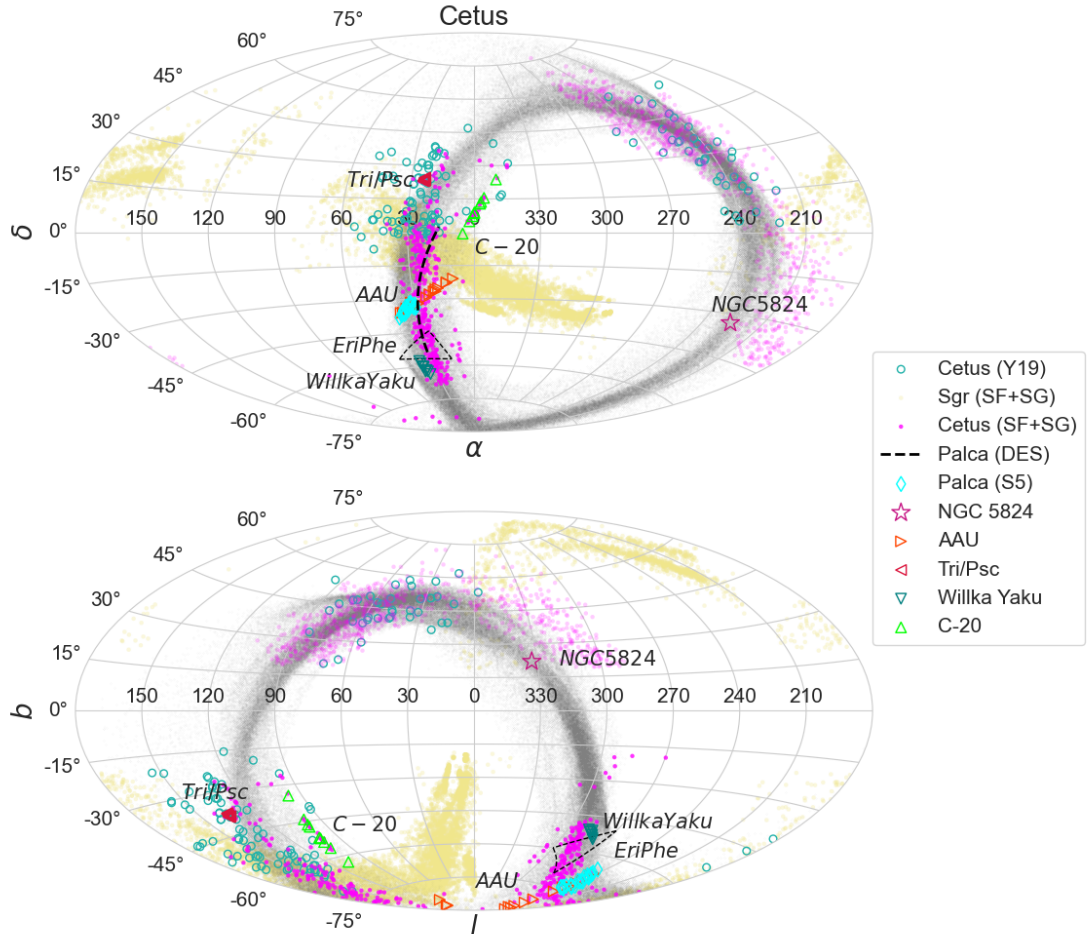 Cetus
75°
60°
45°
30°
15°
0°
-15°
-30°
-45°
-60°
-75°
δ
150 120 90 60 30 0 330 300 270 240 210
Tri/Psc
C − 20
AAU
NGC5824
EriPhe
WillkaYaku
α
Cetus (Y19)
Sgr (SF+SG)
Cetus (SF+SG)
Palca (DES)
Palca (S5)
NGC 5824
AAU
Tri/Psc
Willka Yaku
C-20
75°
60°
45°
30°
15°
0°
-15°
-30°
-45°
-60°
-75°
b
150 120 90 60 30 0 330 300 270 240 210
NGC5824
Tri/Psc
C − 20
WillkaYaku
EriPhe
AAU
l